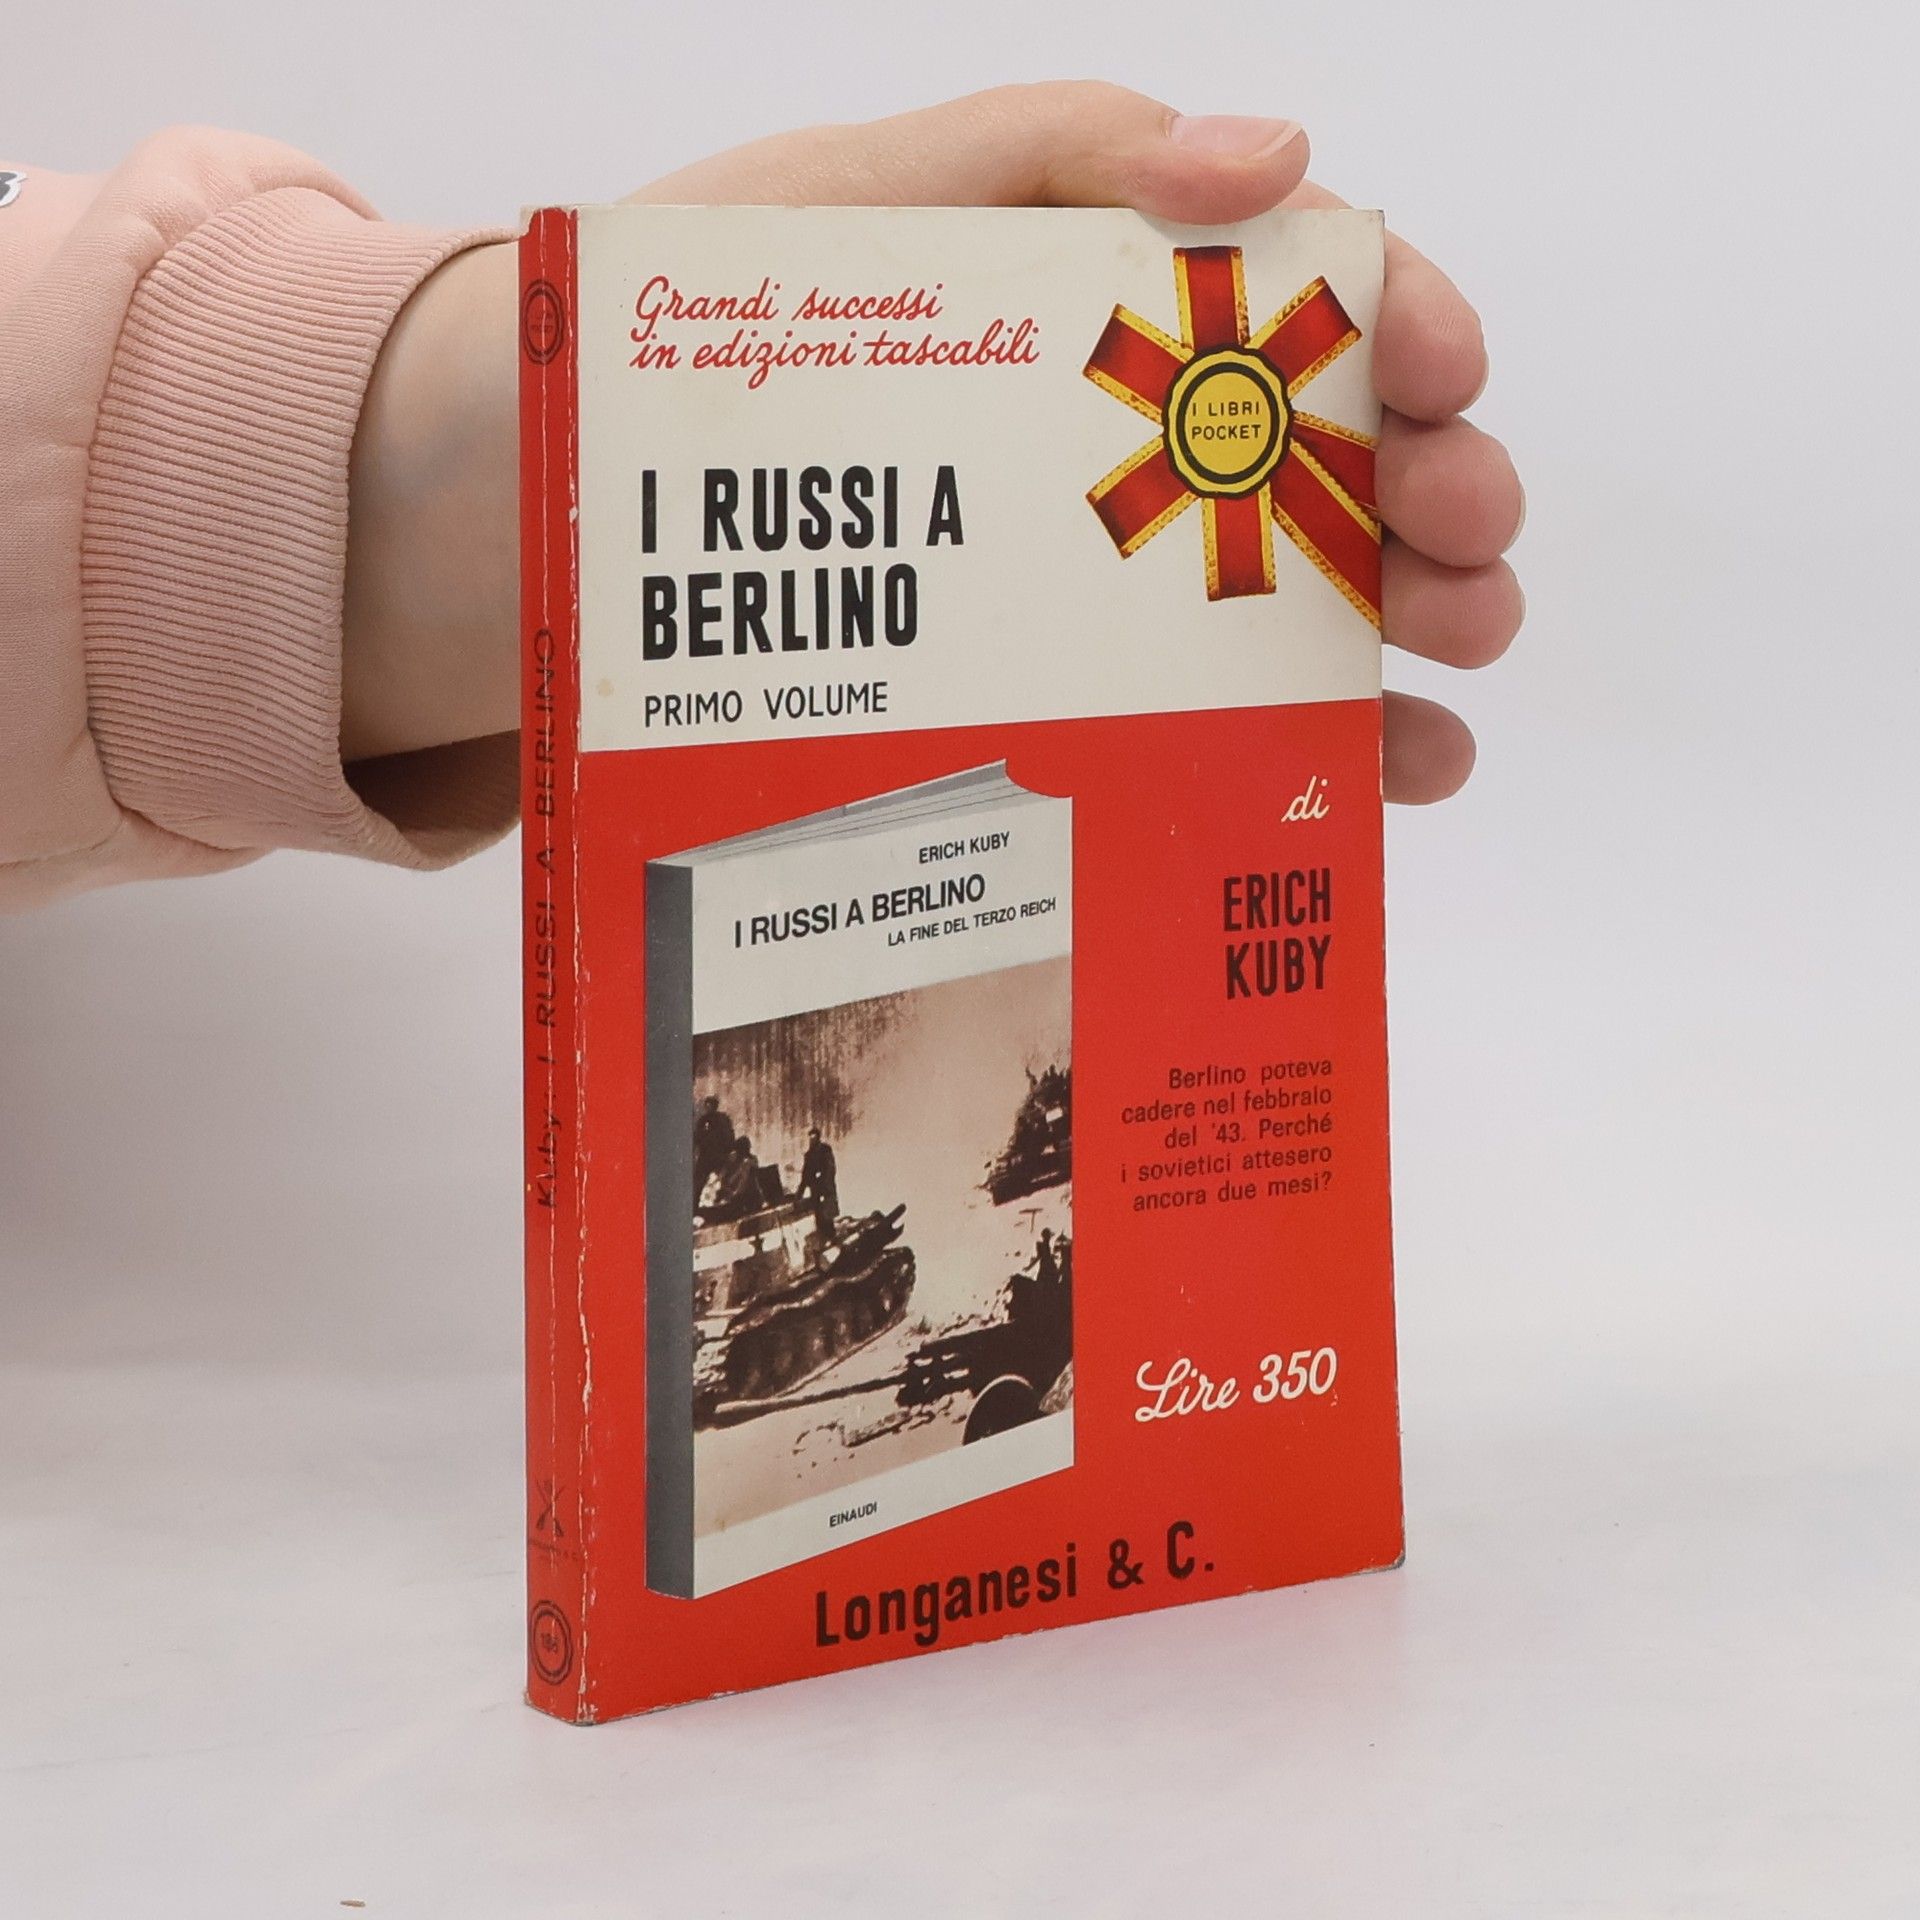 Grandi successi
in edizioni tascabili
I LIBRI
POCKET
I RUSSI A
BERLINO
PRIMO VOLUME
di
ERICH
KUBY
ERICH KUBY
I RUSSI A BERLINO
LA FINE DEL TERZO REICH
EINAUDI
Berlino poteva
cadere nel febbraio
del '43. Perché
i sovietici attesero
ancora due mesi?
Lire 350
Longanesi & C.
Kuby: I RUSSI A BERLINO